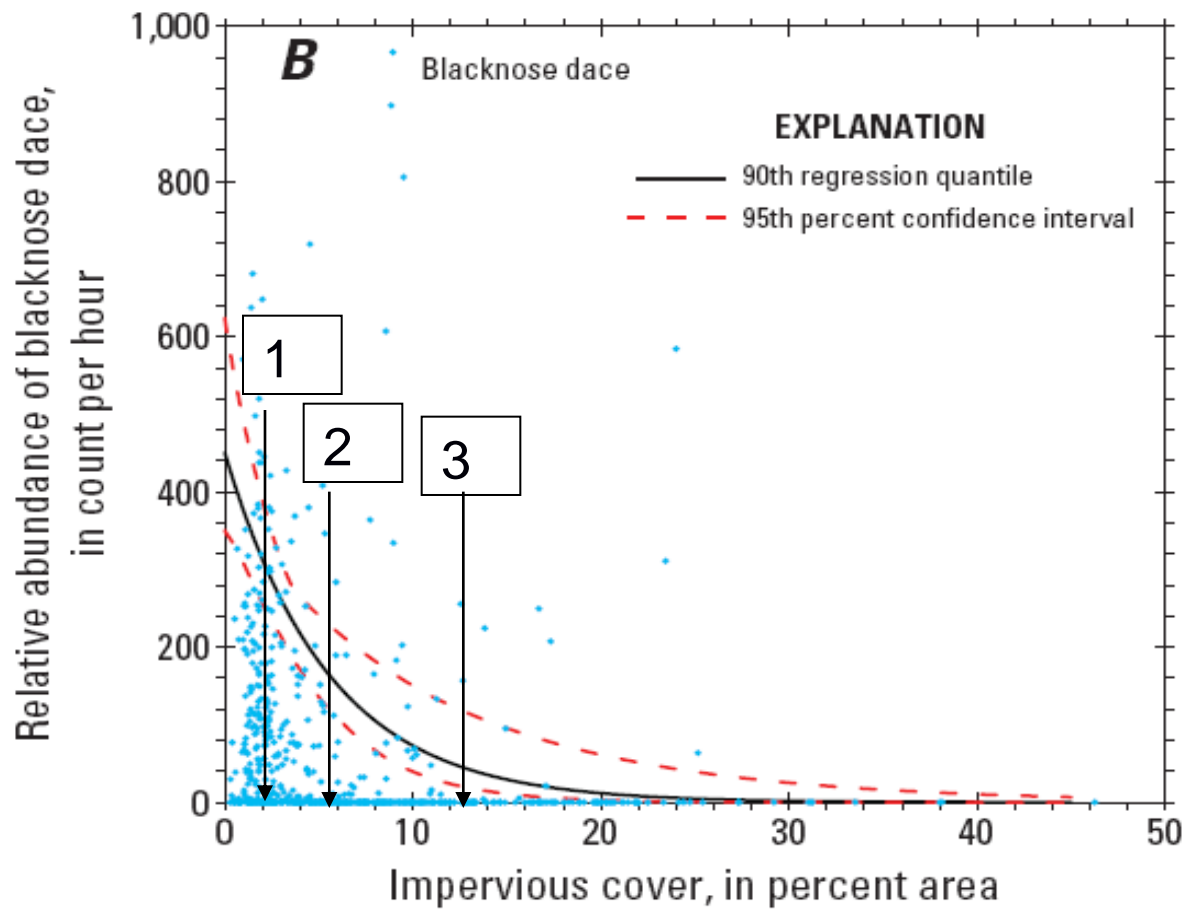 1,000
800
600
400
200
0
Relative abundance of blacknose dace,
in count per hour
B
Blacknose dace
EXPLANATION
90th regression quantile
95th percent confidence interval
1
2
3
0 10 20 30 40 50
Impervious cover, in percent area